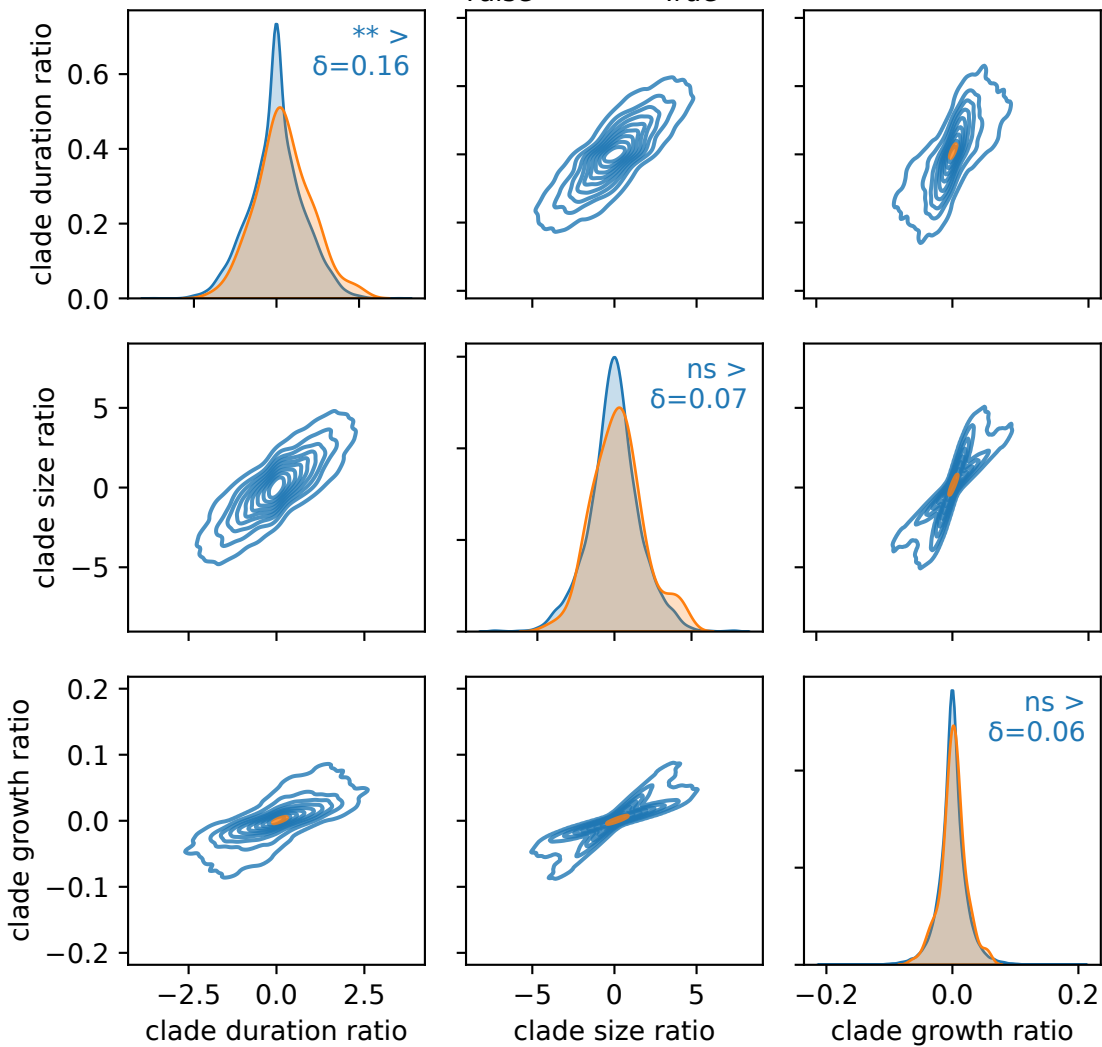 clade duration ratio
0.6
0.4
0.2
0.0
** >
δ=0.16
clade size ratio
5
0
−5
ns >
δ=0.07
clade growth ratio
0.2
0.1
0.0
−0.1
−0.2
ns >
δ=0.06
−2.5 0.0 2.5
−5 0 5
−0.2 0.0 0.2
clade duration ratio
clade size ratio
clade growth ratio